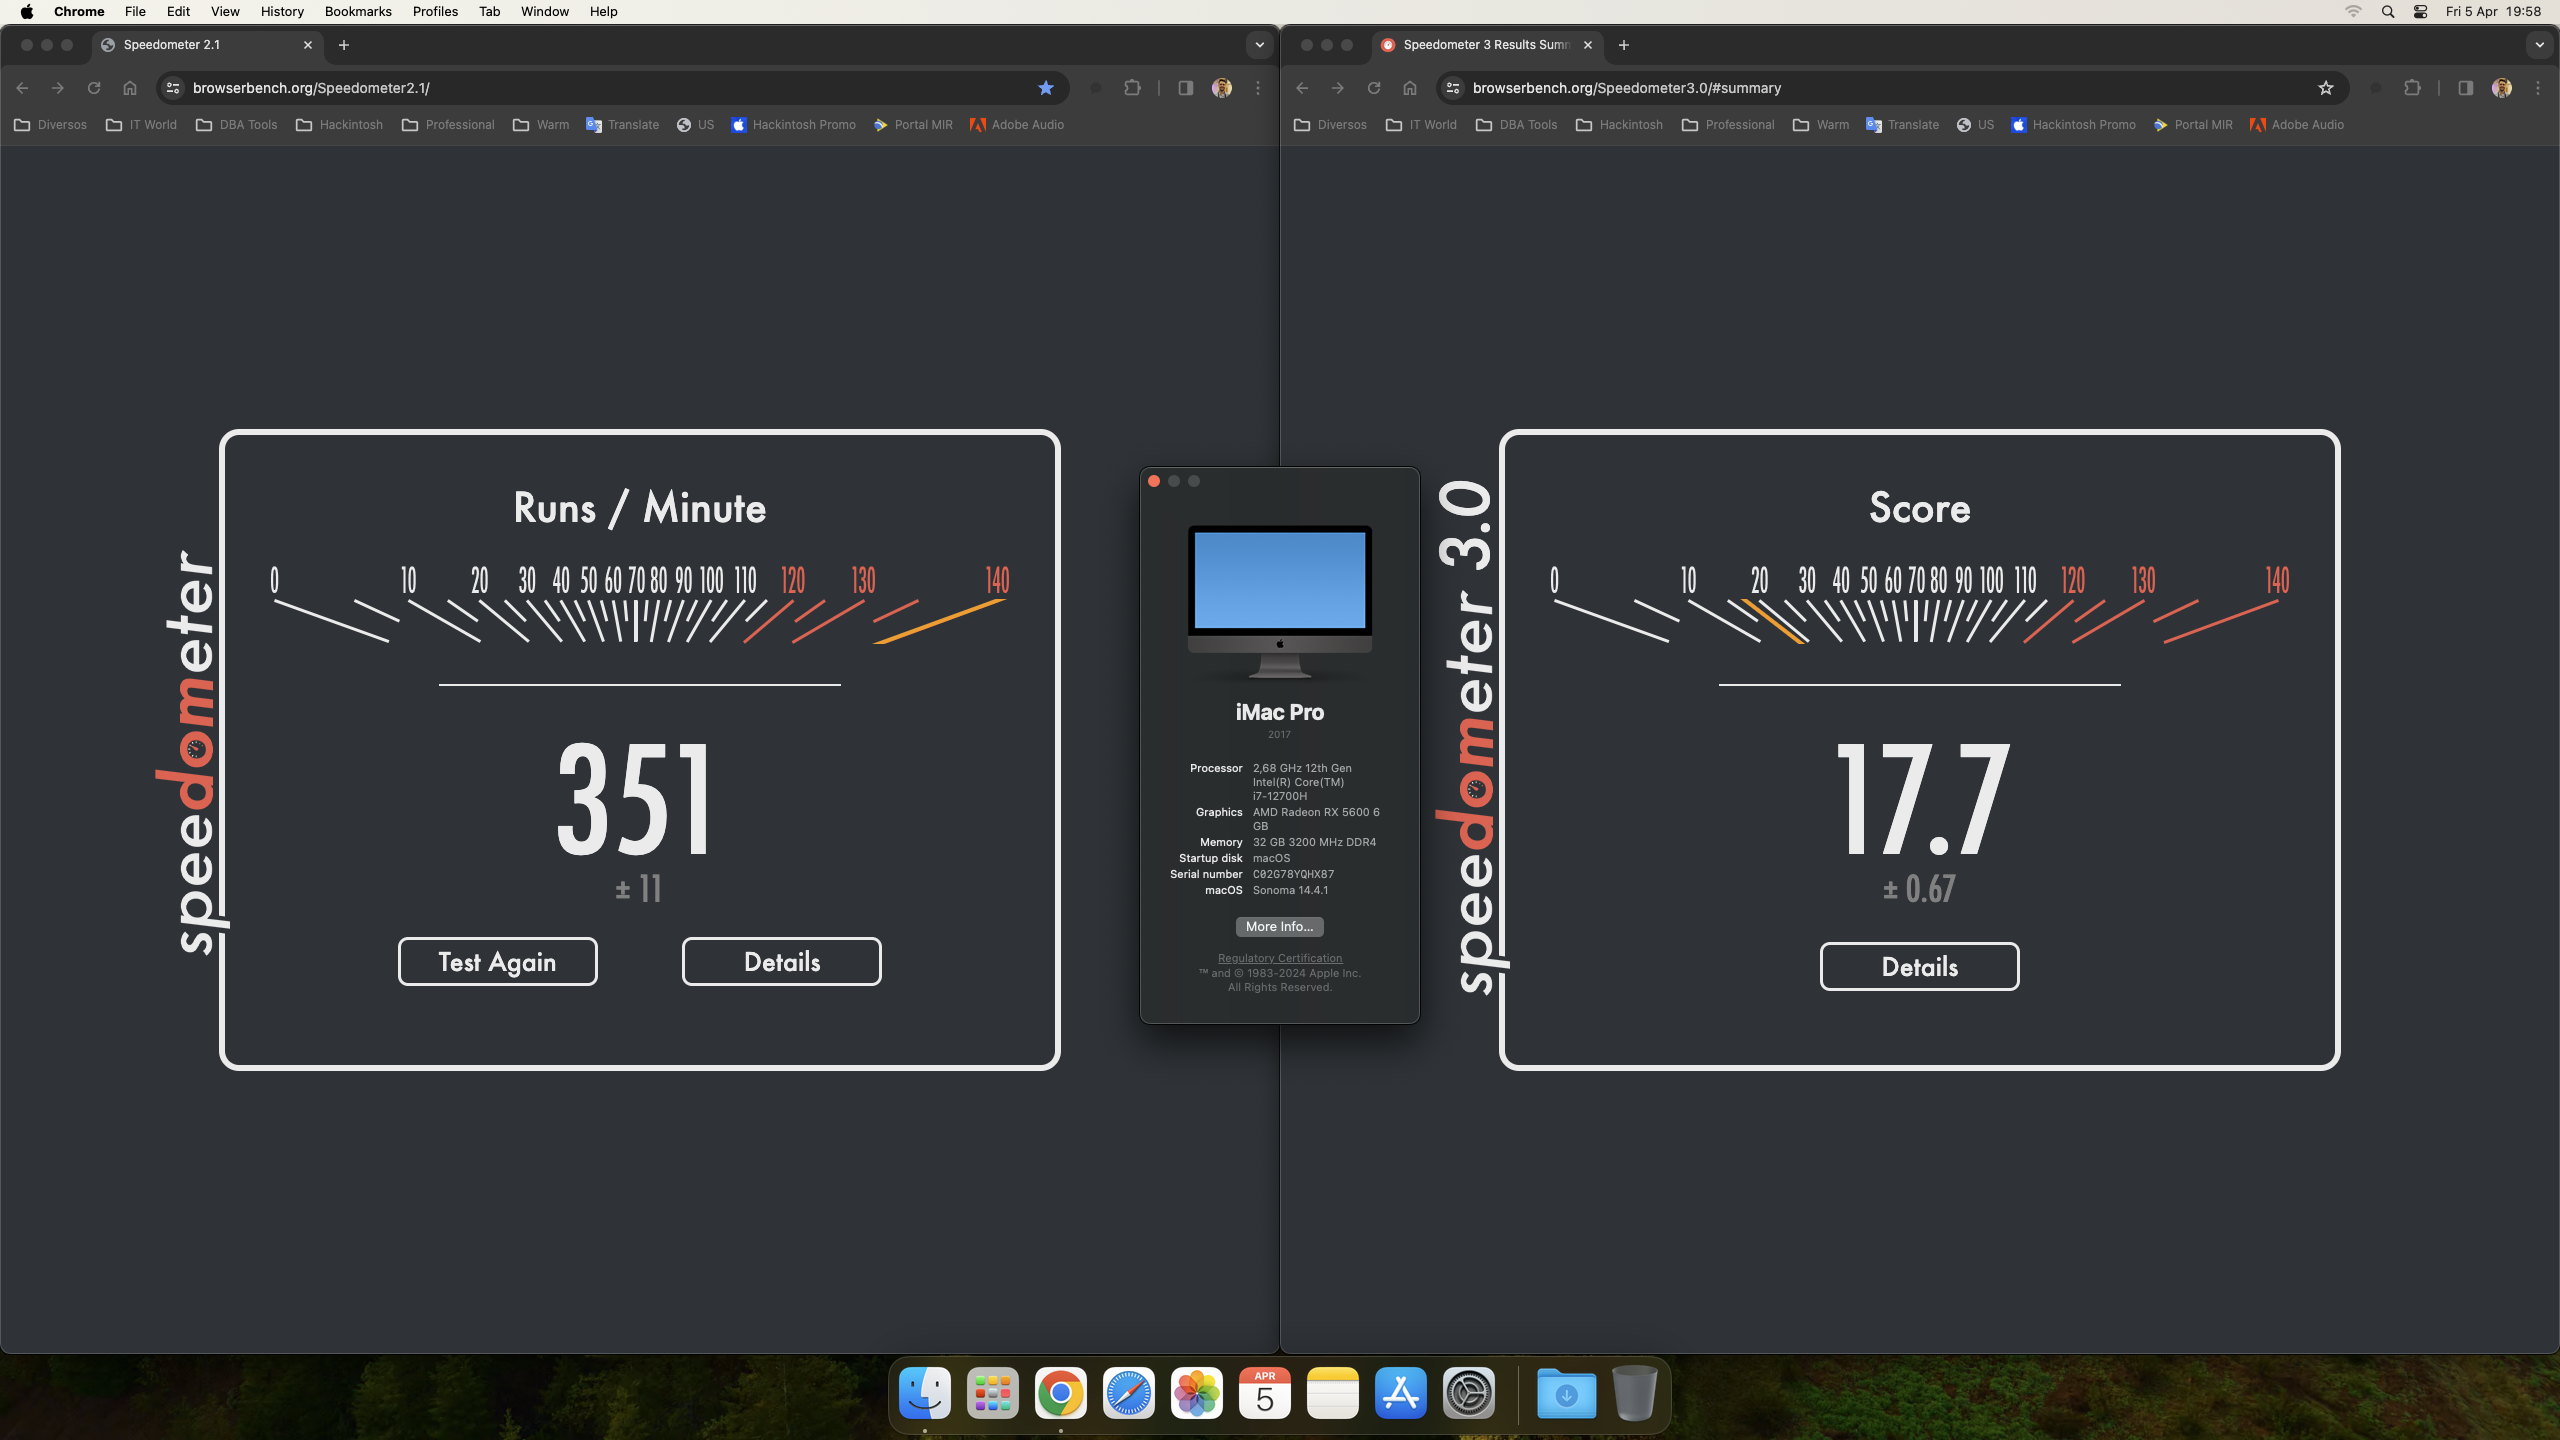 Chrome File Edit View History Bookmarks Profiles Tab Window Help
Fri 5 Apr 19:58
Speedometer 2.1
browserbench.org/Speedometer2.1/
Diversos IT World DBA Tools Hackintosh Professional Warm Translate US Hackintosh Promo Portal MIR Adobe Audio
speedometer
Runs / Minute
0 10 20 30 40 50 60 70 80 90 100 110 120 130 140
351
± 11
Test Again Details
iMac Pro
2017
Processor 2,68 GHz 12th Gen
Intel(R) Core(TM)
i7-12700H
Graphics AMD Radeon RX 5600 6
GB
Memory 32 GB 3200 MHz DDR4
Startup disk macOS
Serial number C02G78YQHX87
macOS Sonoma 14.4.1
More Info...
Regulatory Certification
™ and © 1983-2024 Apple Inc.
All Rights Reserved.
Speedometer 3 Results Sum
browserbench.org/Speedometer3.0/#summary
Diversos IT World DBA Tools Hackintosh Professional Warm Translate US Hackintosh Promo Portal MIR Adobe Audio
speedometer 3.0
Score
0 10 20 30 40 50 60 70 80 90 100 110 120 130 140
17.7
± 0.67
Details
APR
5